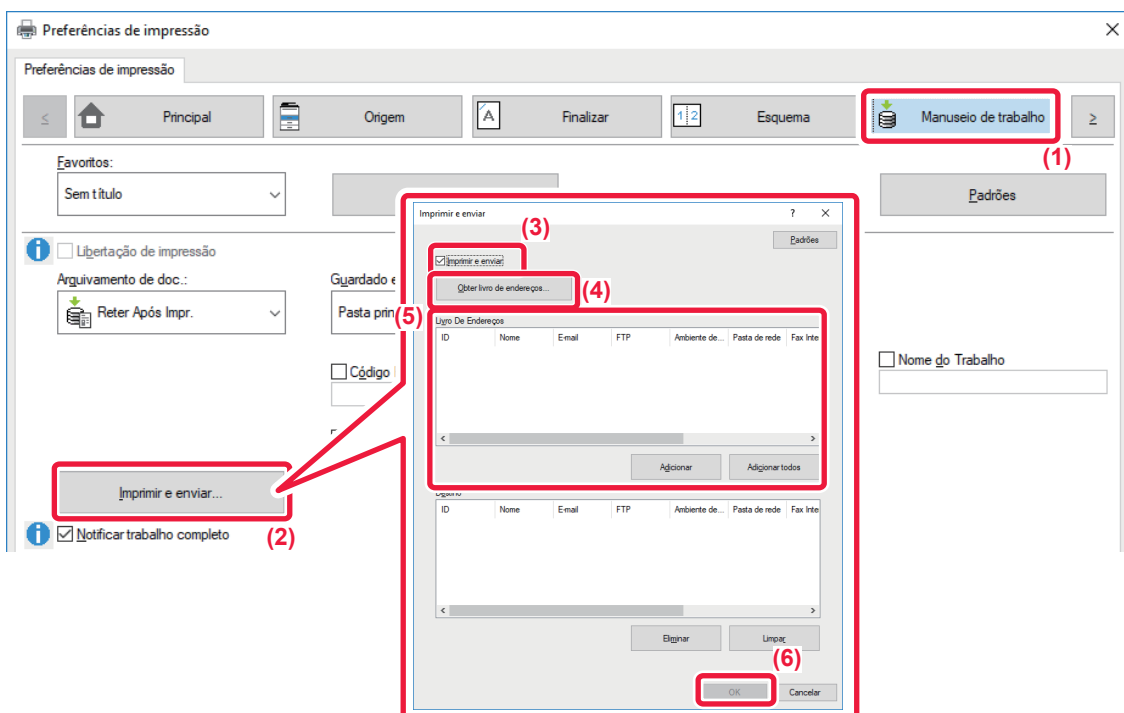 Preferências de impressão
Preferências de impressão
<
Principal
Origem
Finalizar
Esquema
Manuseio de trabalho
>
(1)
Favoritos:
Sem título
Padrões
Libertação de impressão
Arquivamento de doc.:
Reter Após Impr.
Guardado e
Pasta prin
Código
Nome do Trabalho
Imprimir e enviar...
(2)
Notificar trabalho completo
Imprimir e enviar
? X
Padrões
(3)
Imprimir e enviar
Obter livro de endereços...
(4)
(5)
Livro De Endereços
ID Nome E-mail FTP Ambiente de... Pasta de rede Fax Inte
Adicionar Adicionar todos
Destino
ID Nome E-mail FTP Ambiente de... Pasta de rede Fax Inte
Eliminar Limpar
(6)
OK Cancelar